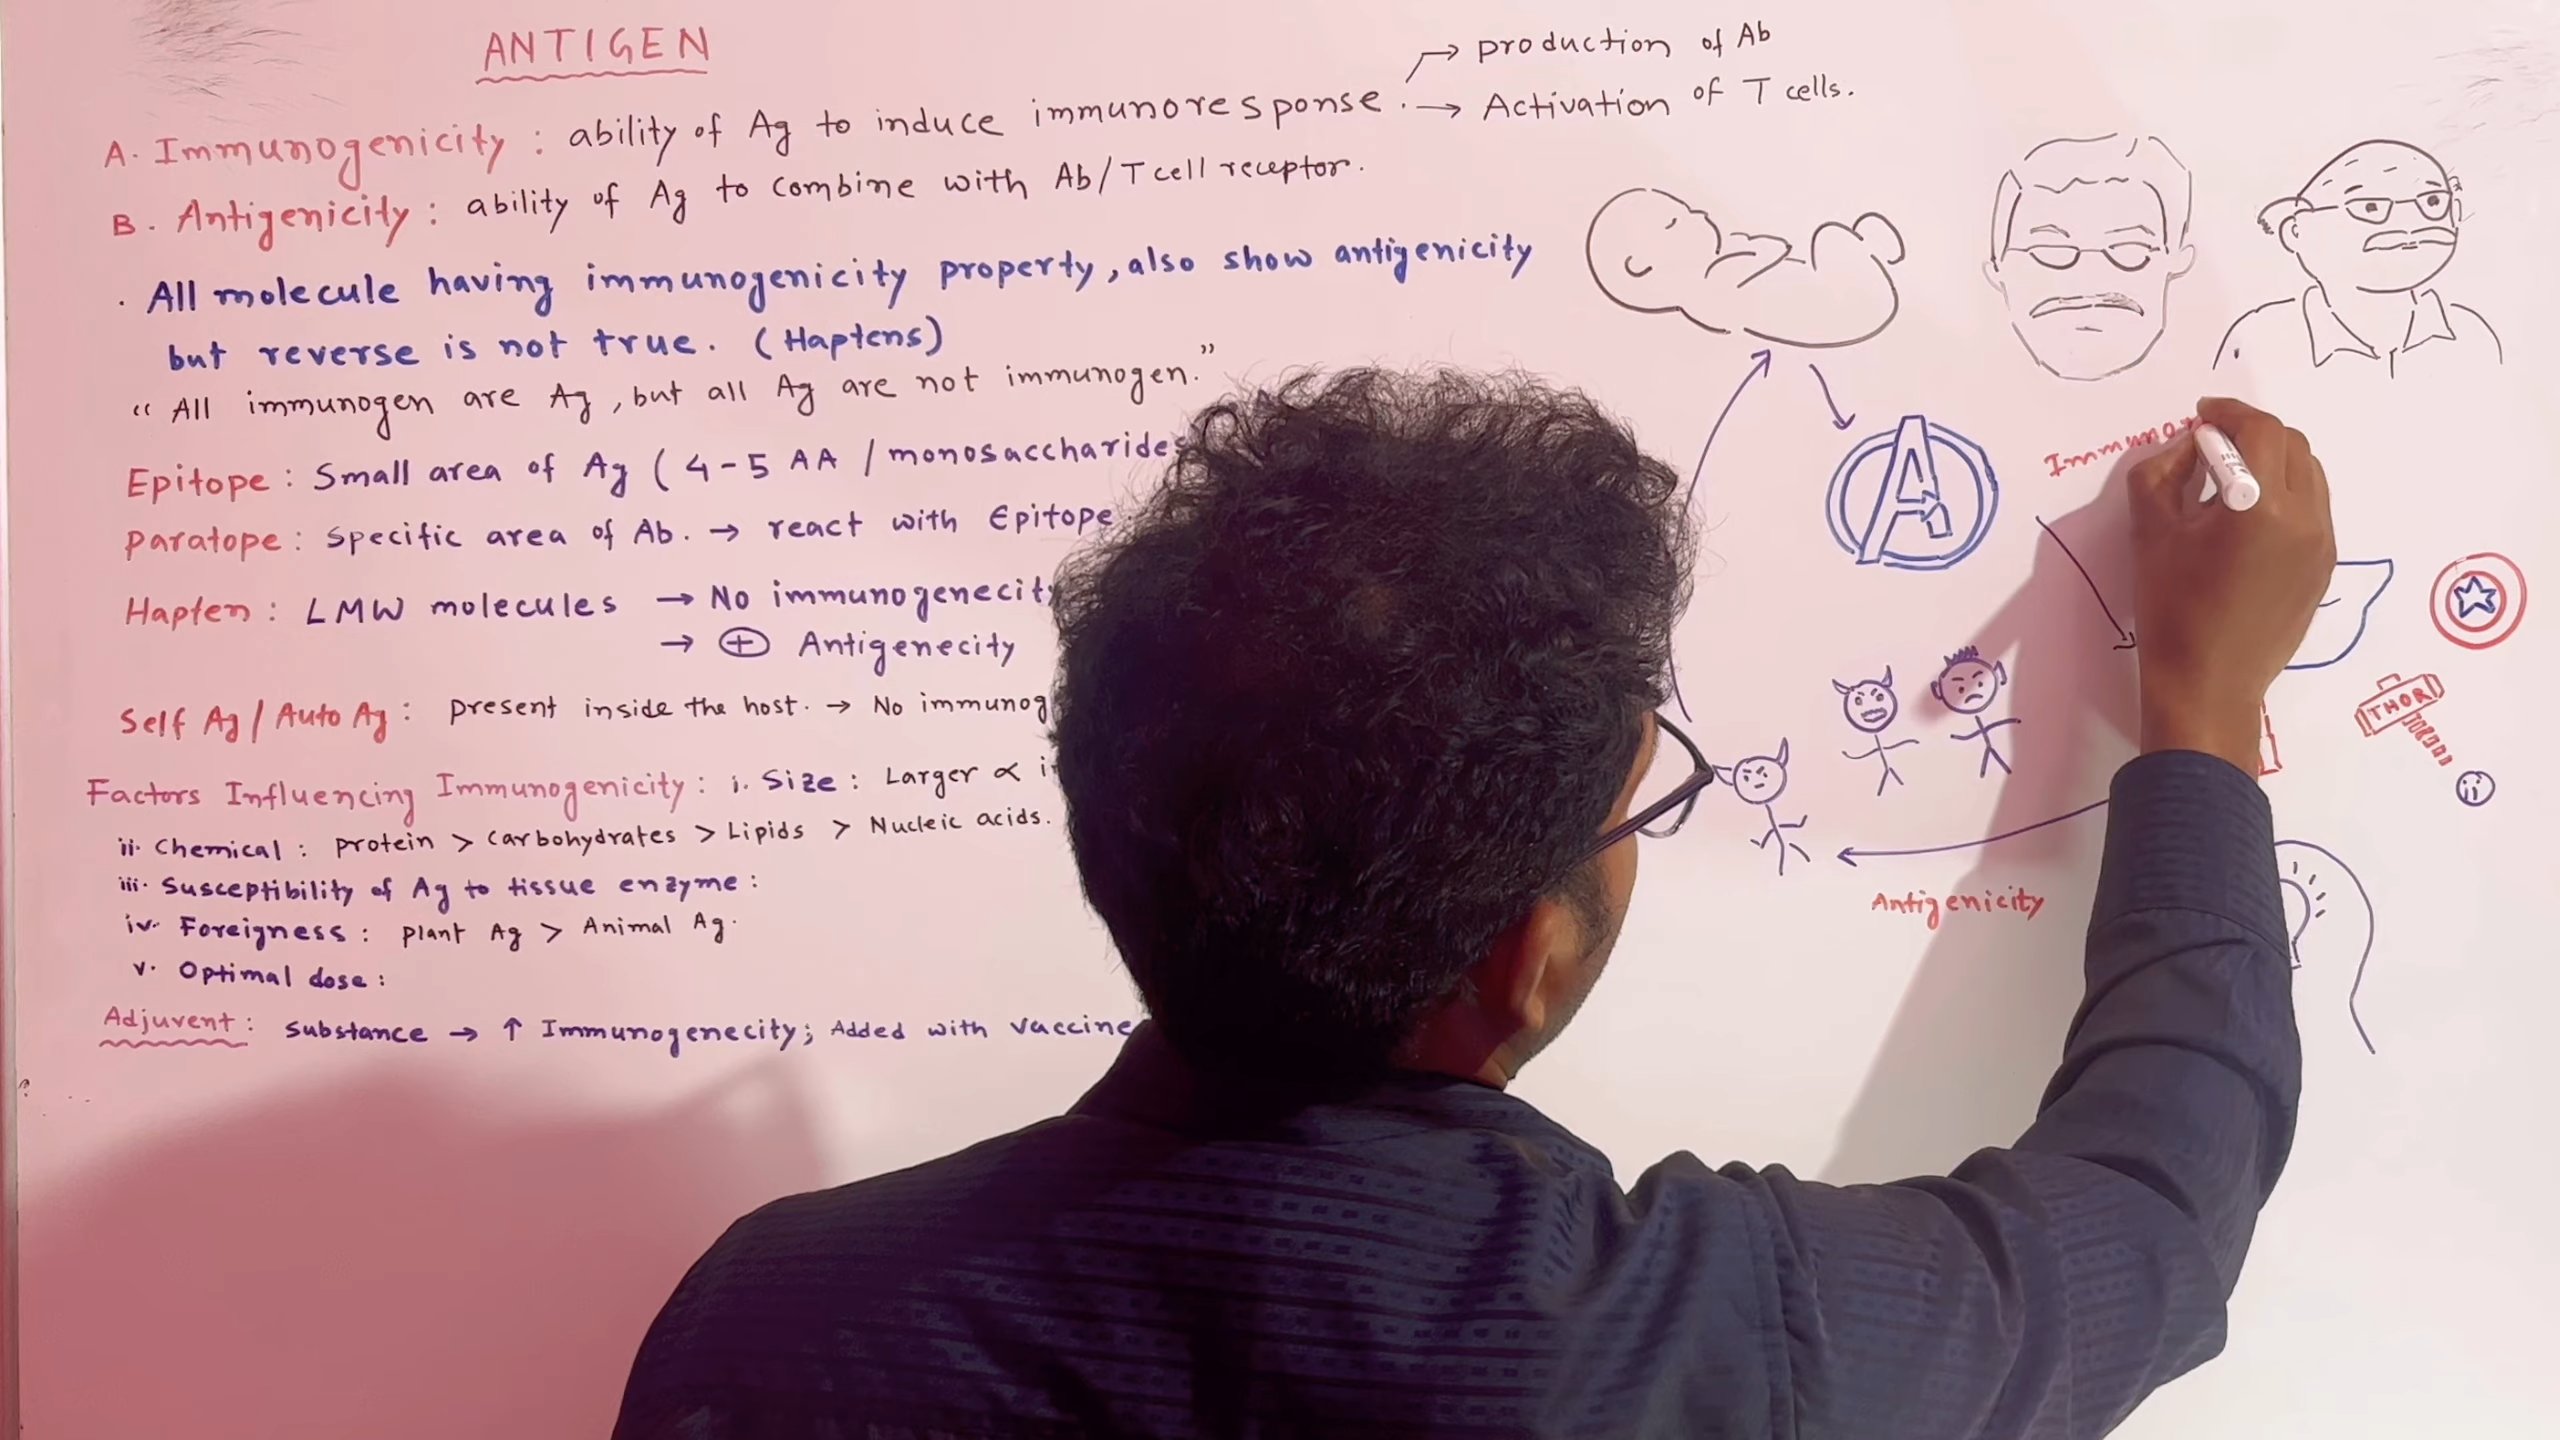 ANTIGEN
→ production of Ab
A. Immunogenicity : ability of Ag to induce immunoresponse . → Activation of T cells.
B. Antigenicity : ability of Ag to combine with Ab/T cell receptor.
. All molecule having immunogenicity property, also show antigenicity
but reverse is not true. (Haptens)
“ All immunogen are Ag, but all Ag are not immunogen.”
Epitope : Small area of Ag ( 4-5 AA / monosaccharides
Paratope : Specific area of Ab. → react with Epitope
Hapten : LMW molecules → No immunogenecity
→ ⊕ Antigenecity
Self Ag / Auto Ag : present inside the host. → No immunog
Factors Influencing Immunogenicity : i. Size : Larger ∝
ii. Chemical : protein > carbohydrates > Lipids > Nucleic acids.
iii. Susceptibility of Ag to tissue enzyme :
iv. Foreigness : plant Ag > Animal Ag.
v. Optimal dose :
Adjuvent : substance → ↑ Immunogenecity; Added with vaccine
A
Immunog
THOR
Antigenicity